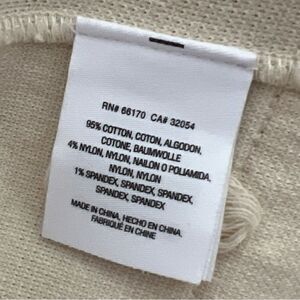 RN# 66170 CA# 32054
95% COTTON, COTON, ALGODON,
COTONE, BAUMWOLLE
4% NYLON, NYLON, NAILON O POLIAMIDA,
NYLON, NYLON
1% SPANDEX, SPANDEX, SPANDEX,
SPANDEX, SPANDEX
MADE IN CHINA, HECHO EN CHINA,
FABRIQUÉ EN CHINE